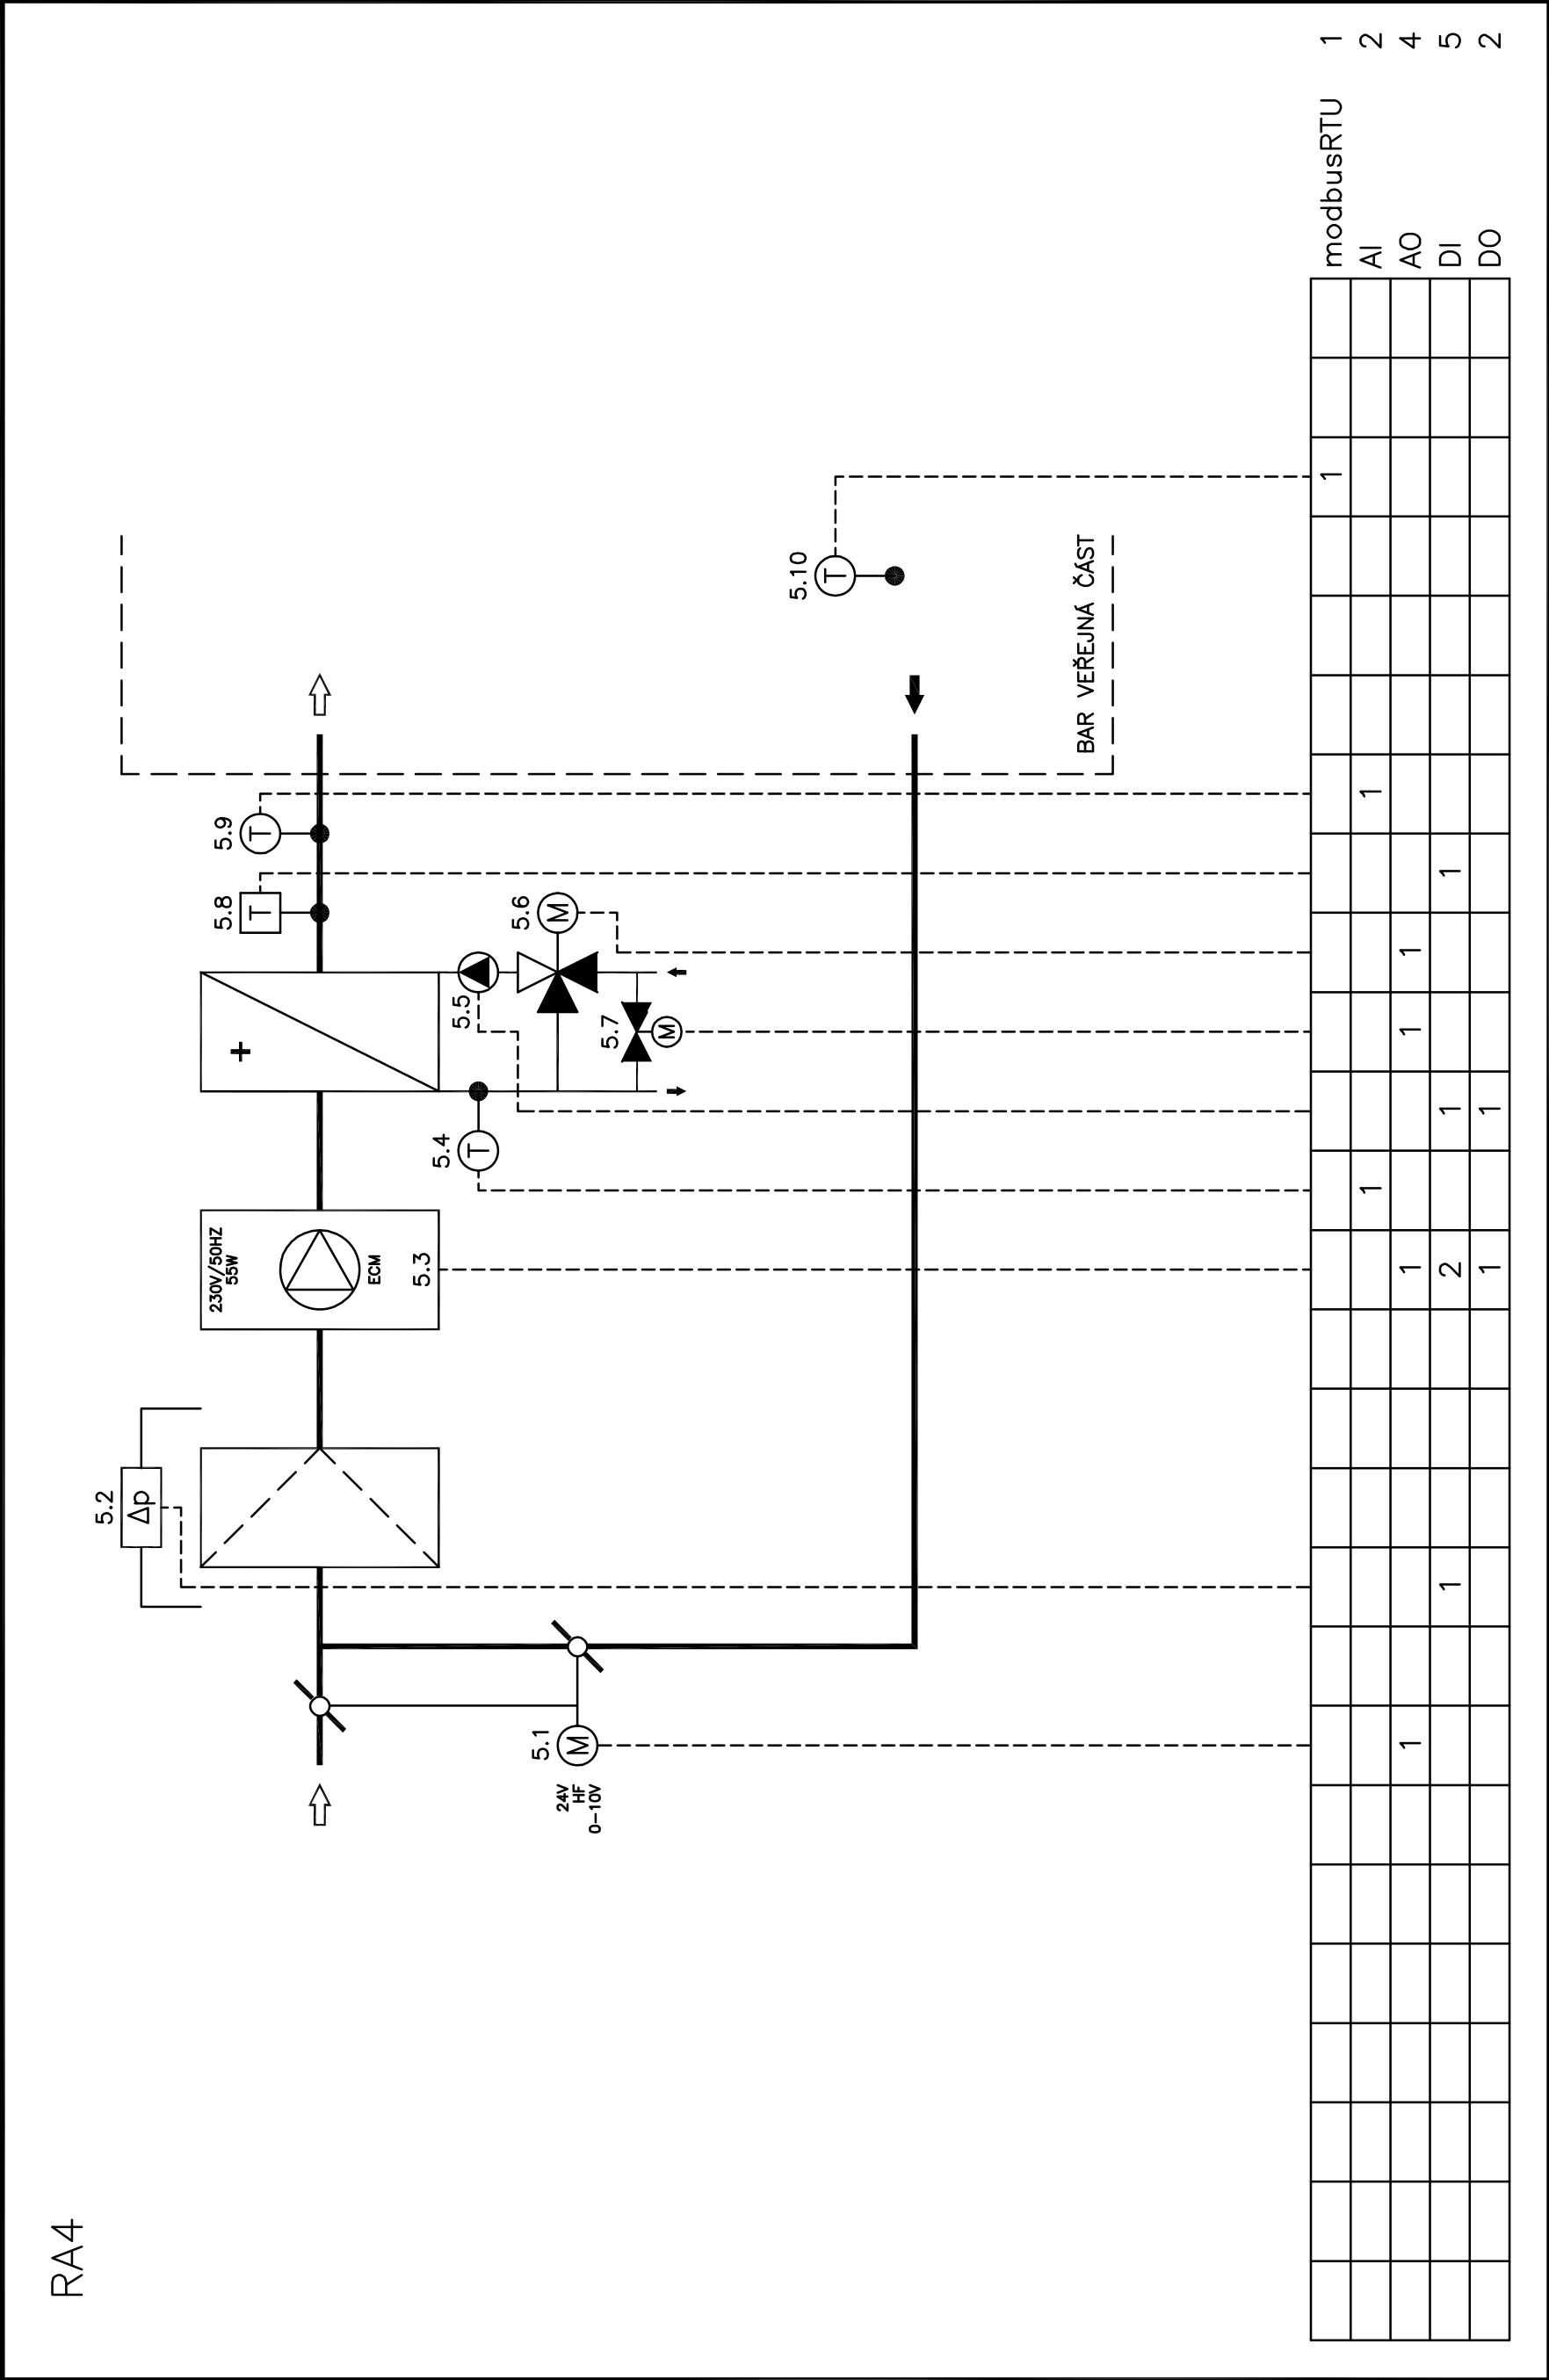 RA4
5.2
Δp
230V/50HZ
55W
ECM
5.3
+
5.8
T
5.9
T
5.4
T
5.5
5.6
M
5.7
M
5.1
M
24V
HF
0-10V
5.10
T
BAR VEŘEJNÁ ČÁST
1 modbusRTU 1
1 1 AI 2
1 1 1 1 AO 4
1 2 1 1 DI 5
1 1 DO 2